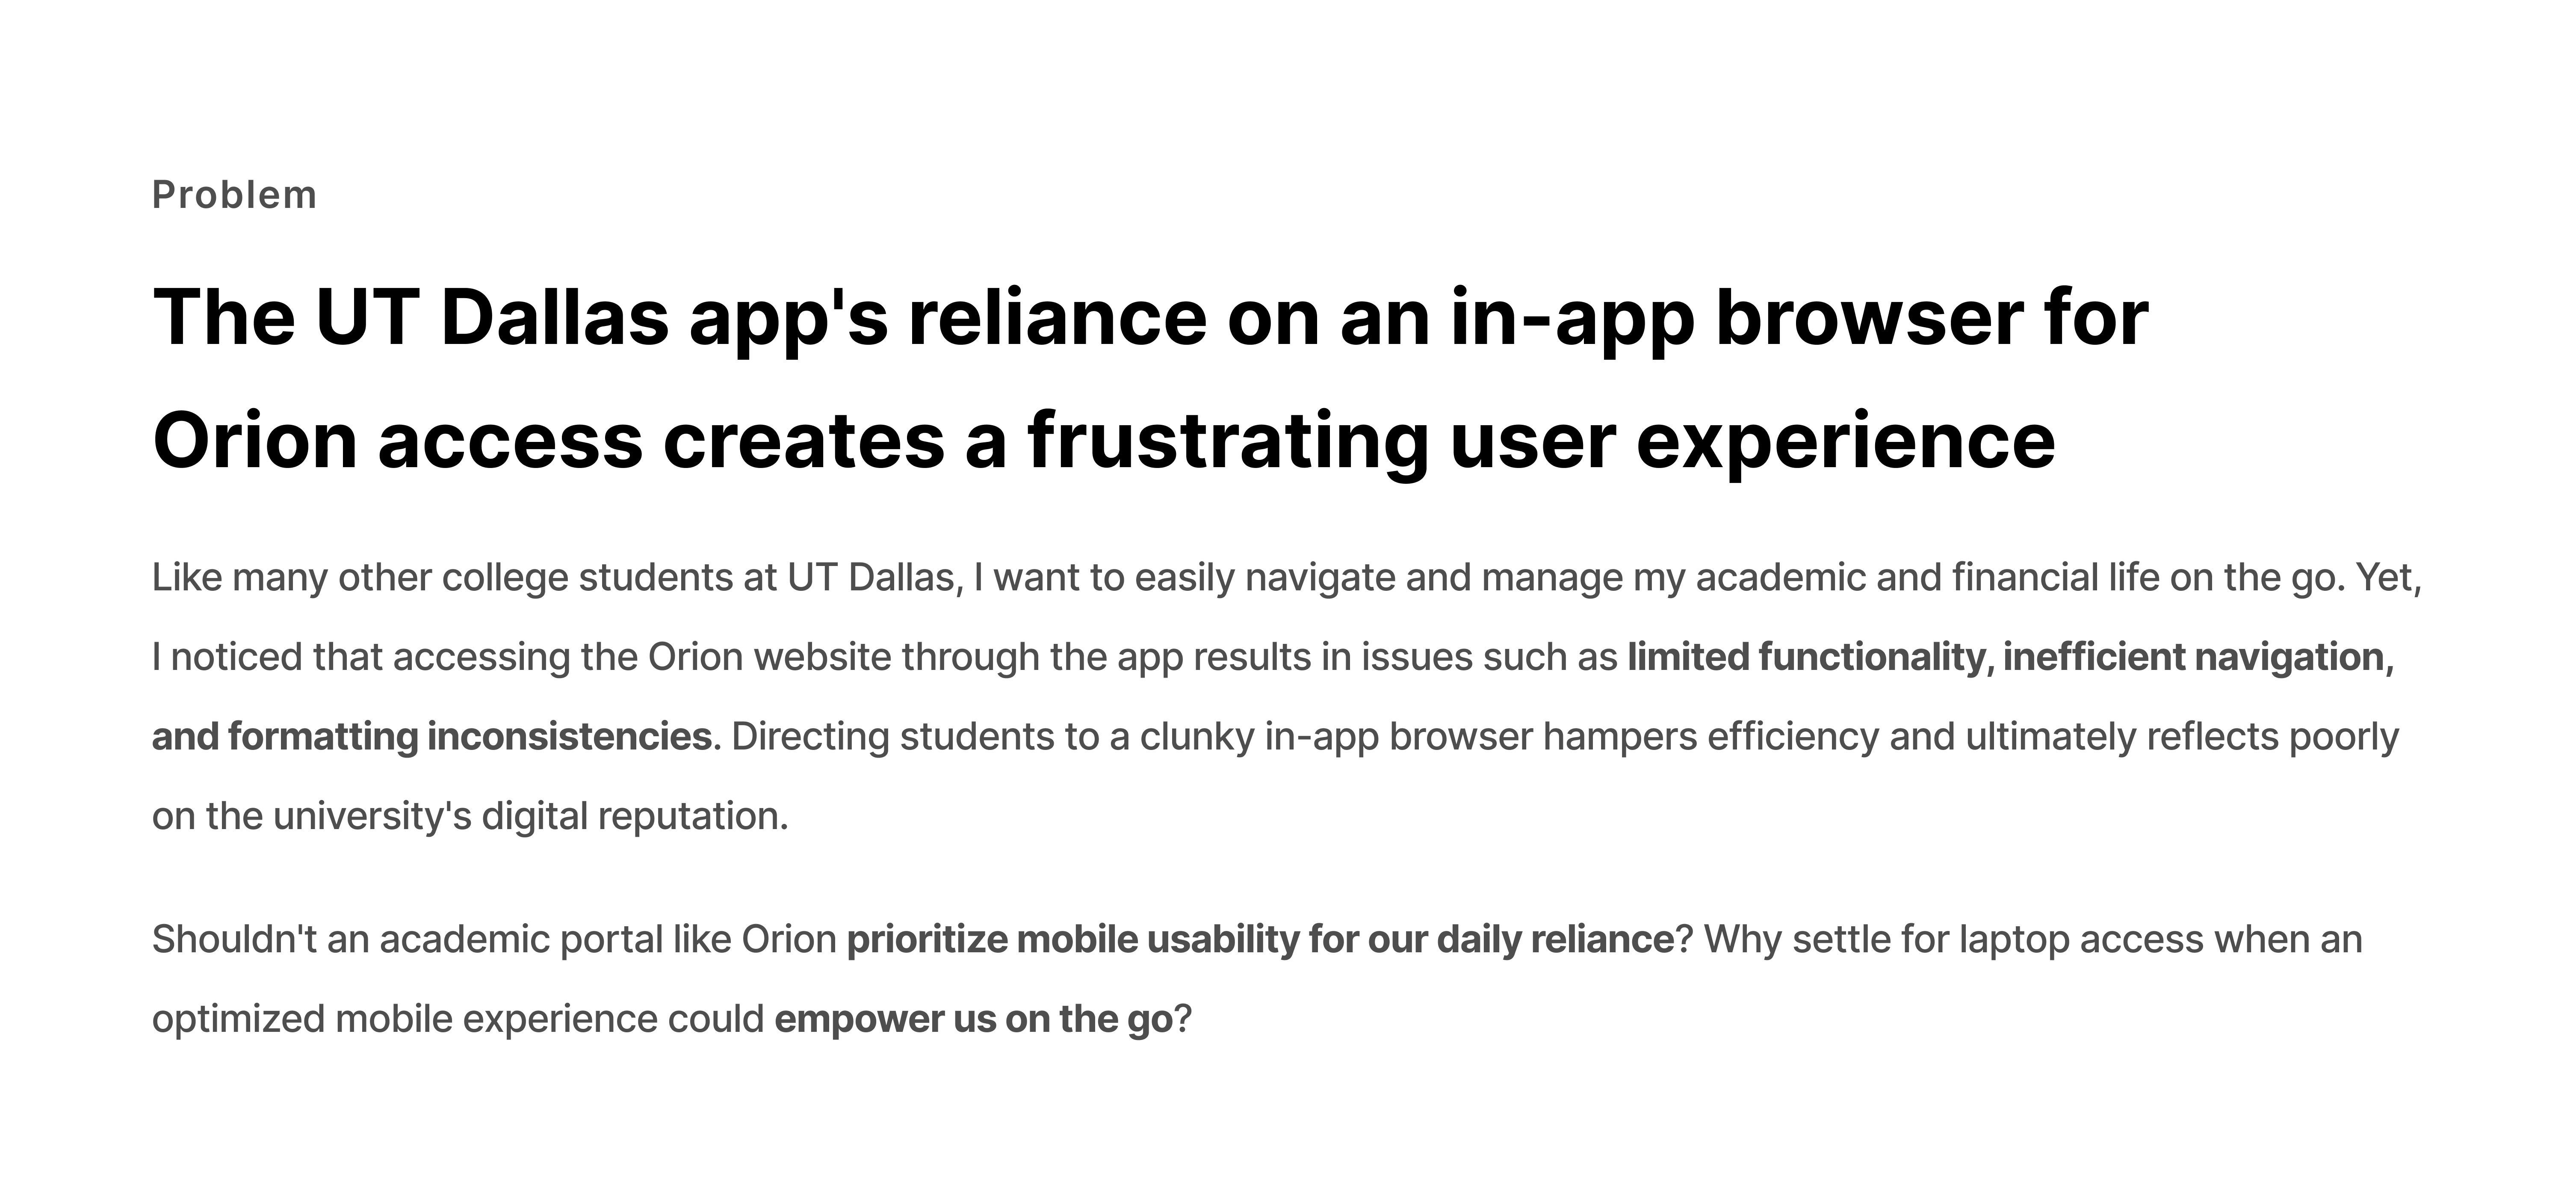 Problem
The UT Dallas app's reliance on an in-app browser for
Orion access creates a frustrating user experience
Like many other college students at UT Dallas, I want to easily navigate and manage my academic and financial life on the go. Yet,
I noticed that accessing the Orion website through the app results in issues such as limited functionality, inefficient navigation,
and formatting inconsistencies. Directing students to a clunky in-app browser hampers efficiency and ultimately reflects poorly
on the university's digital reputation.
Shouldn't an academic portal like Orion prioritize mobile usability for our daily reliance? Why settle for laptop access when an
optimized mobile experience could empower us on the go?